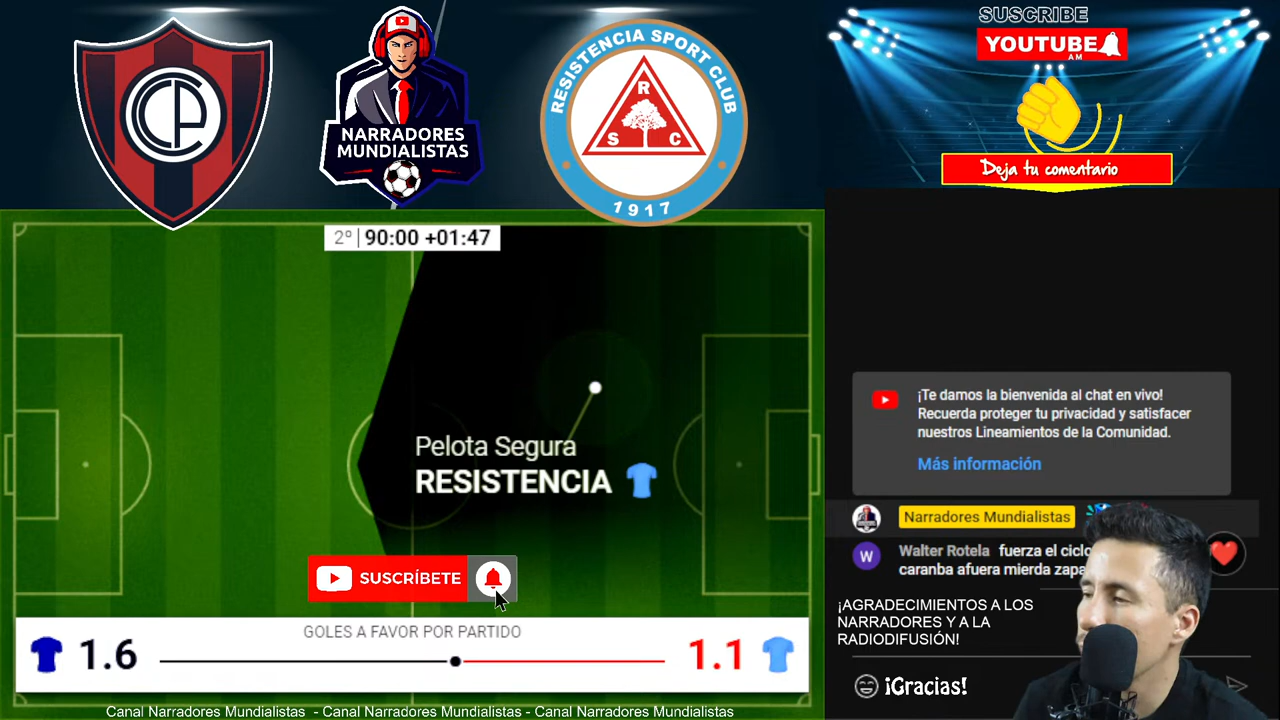 CCP
NARRADORES
MUNDIALISTAS
RESISTENCIA SPORT CLUB
R
S C
1917
SUSCRIBE
YOUTUBE
AM
Deja tu comentario
2º | 90:00 +01:47
Pelota Segura
RESISTENCIA
SUSCRÍBETE
GOLES A FAVOR POR PARTIDO
1.6
1.1
Canal Narradores Mundialistas - Canal Narradores Mundialistas - Canal Narradores Mundialistas
¡Te damos la bienvenida al chat en vivo!
Recuerda proteger tu privacidad y satisfacer
nuestros Lineamientos de la Comunidad.
Más información
Narradores Mundialistas
W
Walter Rotela fuerza el ciclo
caranba afuera mierda
¡AGRADECIMIENTOS A LOS
NARRADORES Y A LA
RADIODIFUSIÓN!
¡Gracias!